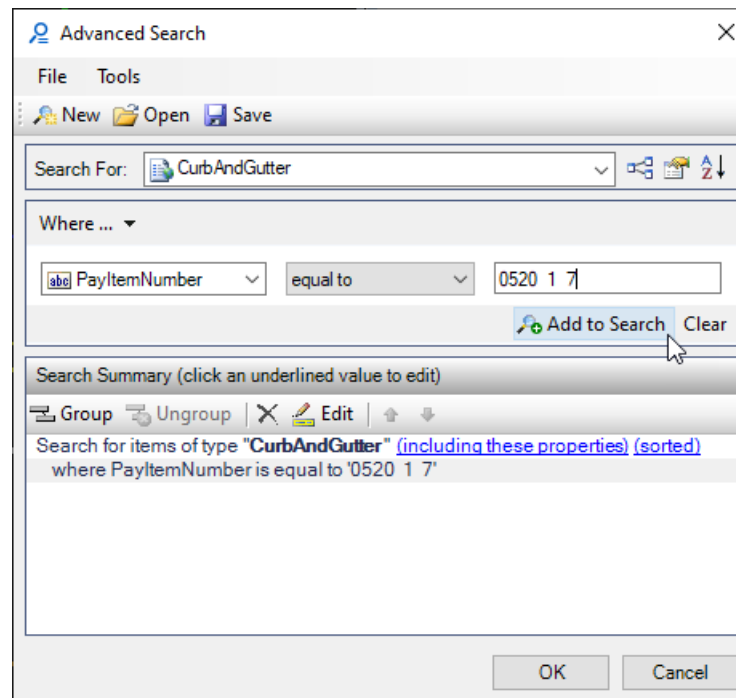 Advanced Search
File Tools
New Open Save
Search For: CurbAndGutter
Where ...
abc PayItemNumber equal to 0520  1  7
Add to Search Clear
Search Summary (click an underlined value to edit)
Group Ungroup Edit
Search for items of type "CurbAndGutter" (including these properties) (sorted)
where PayItemNumber is equal to '0520  1  7'
OK Cancel